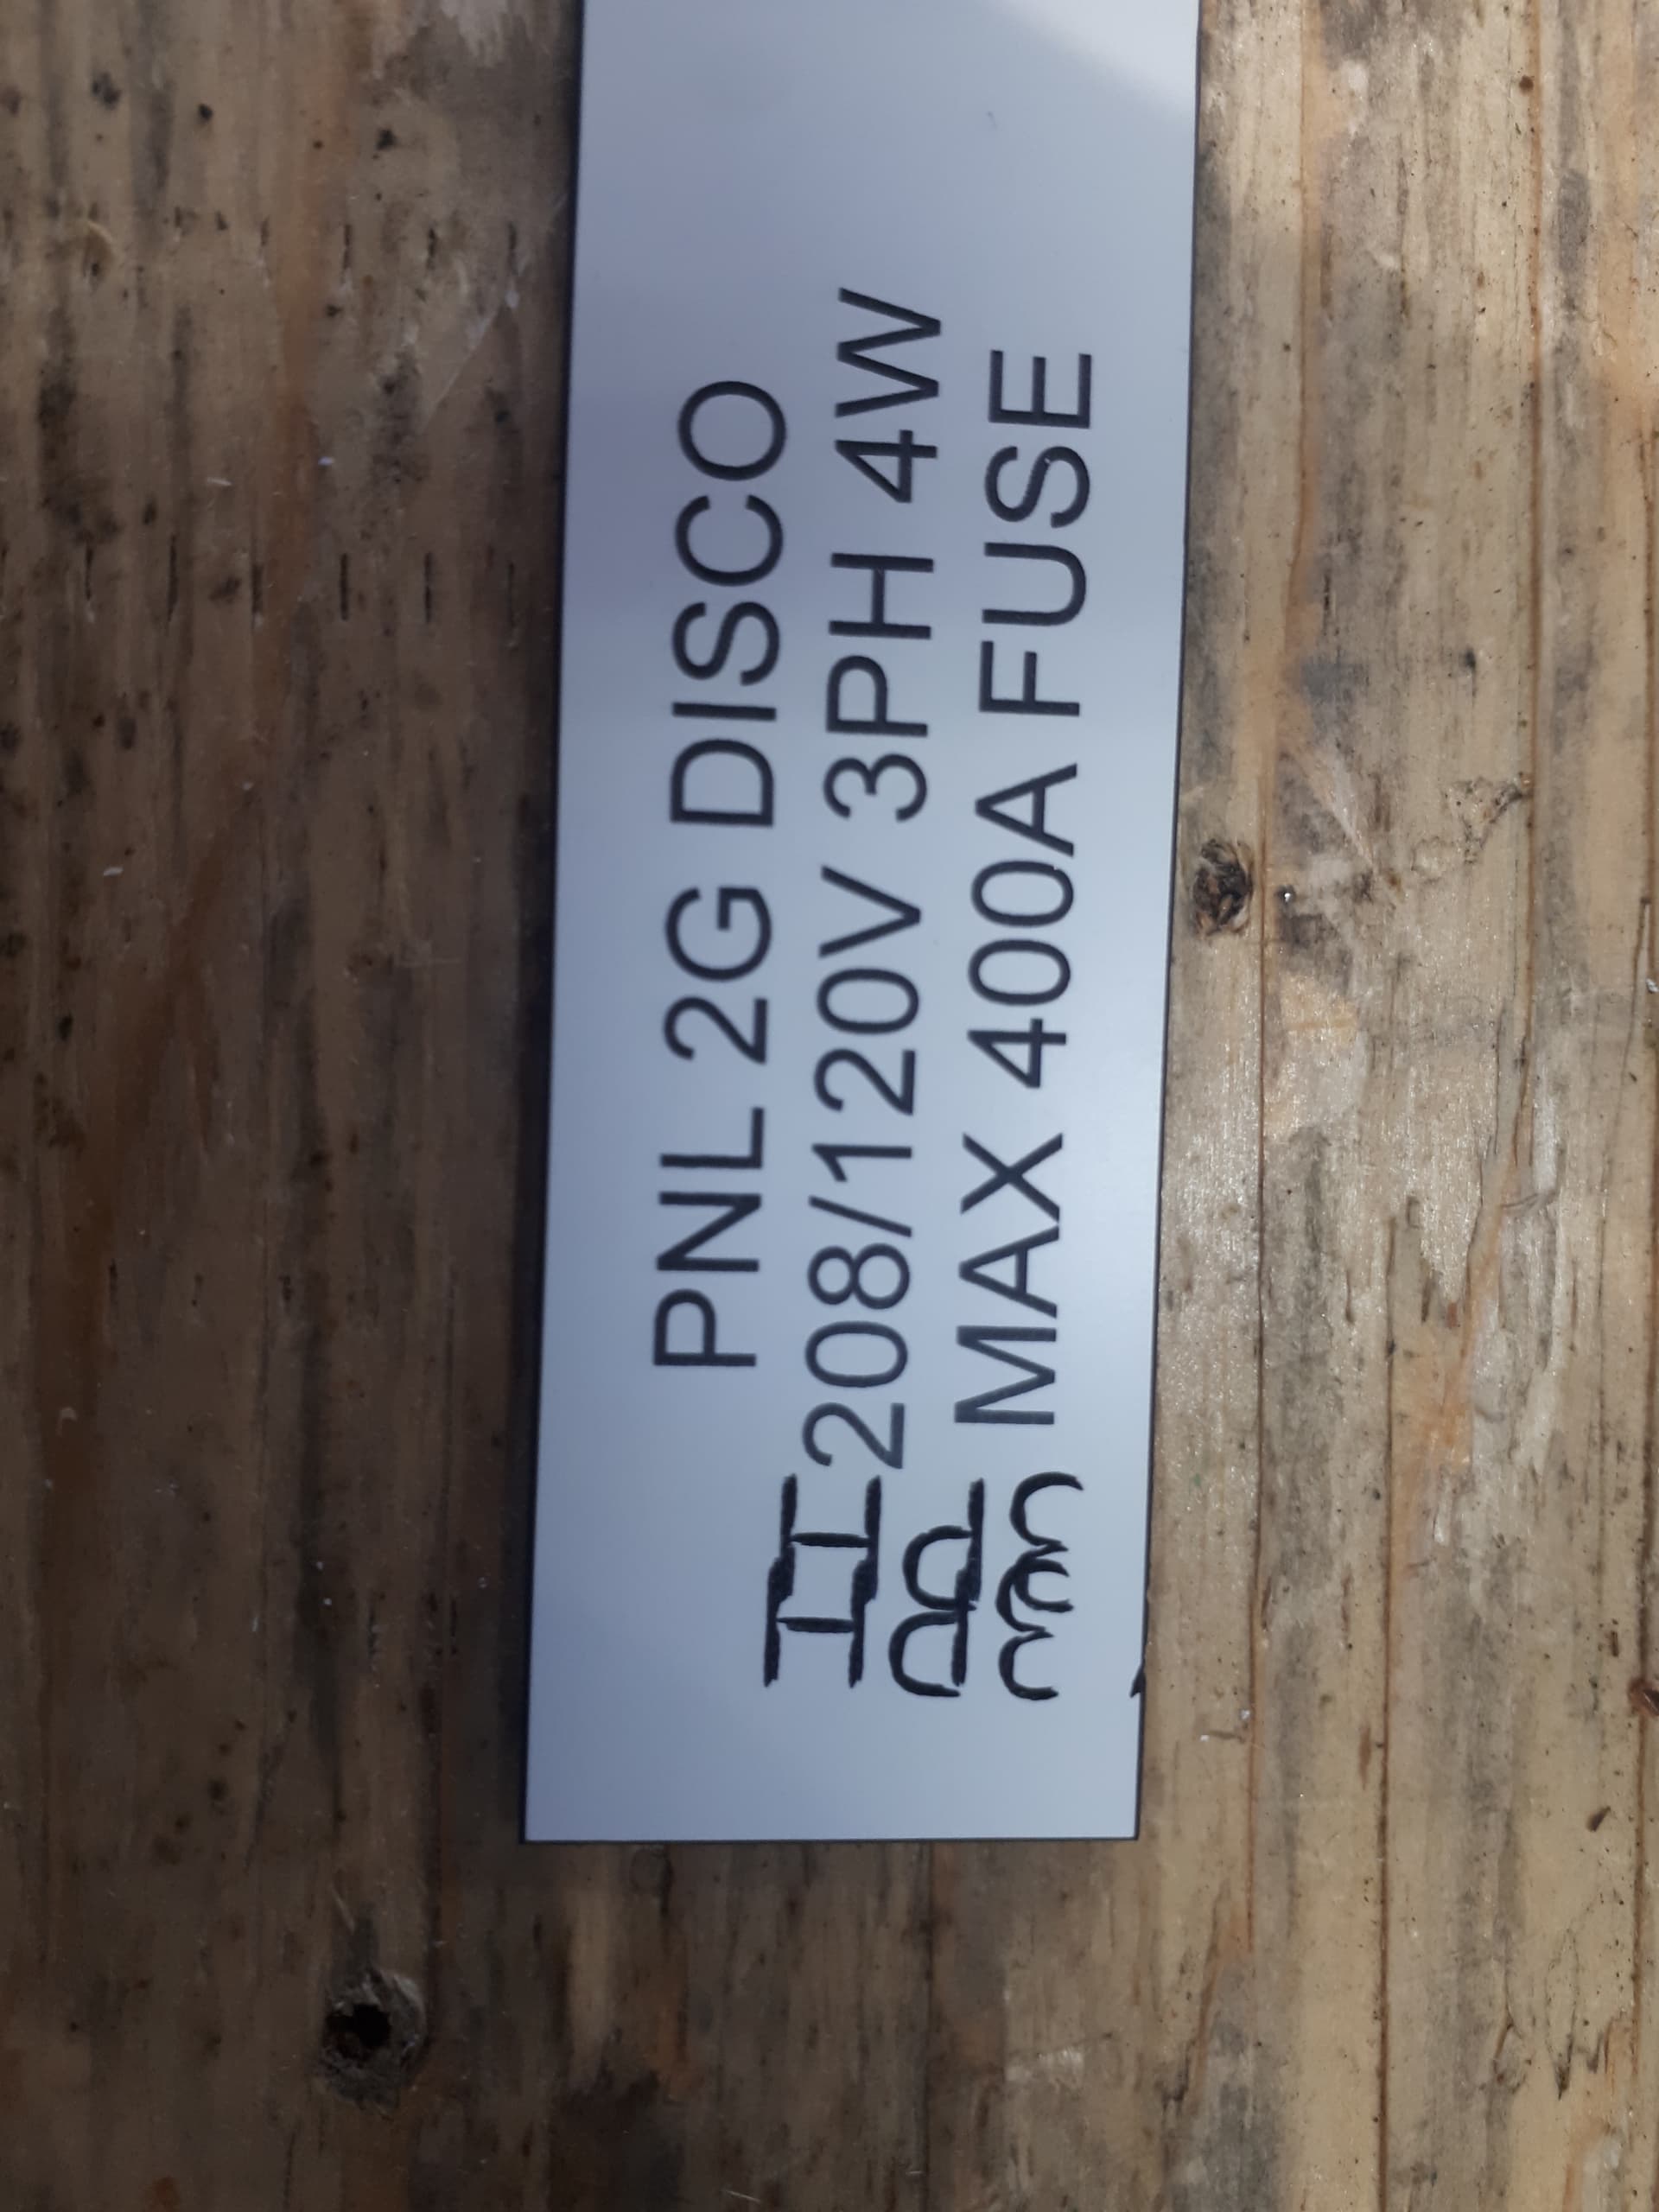 PNL 2G DISCO
208/120V 3PH 4W
MAX 400A FUSE